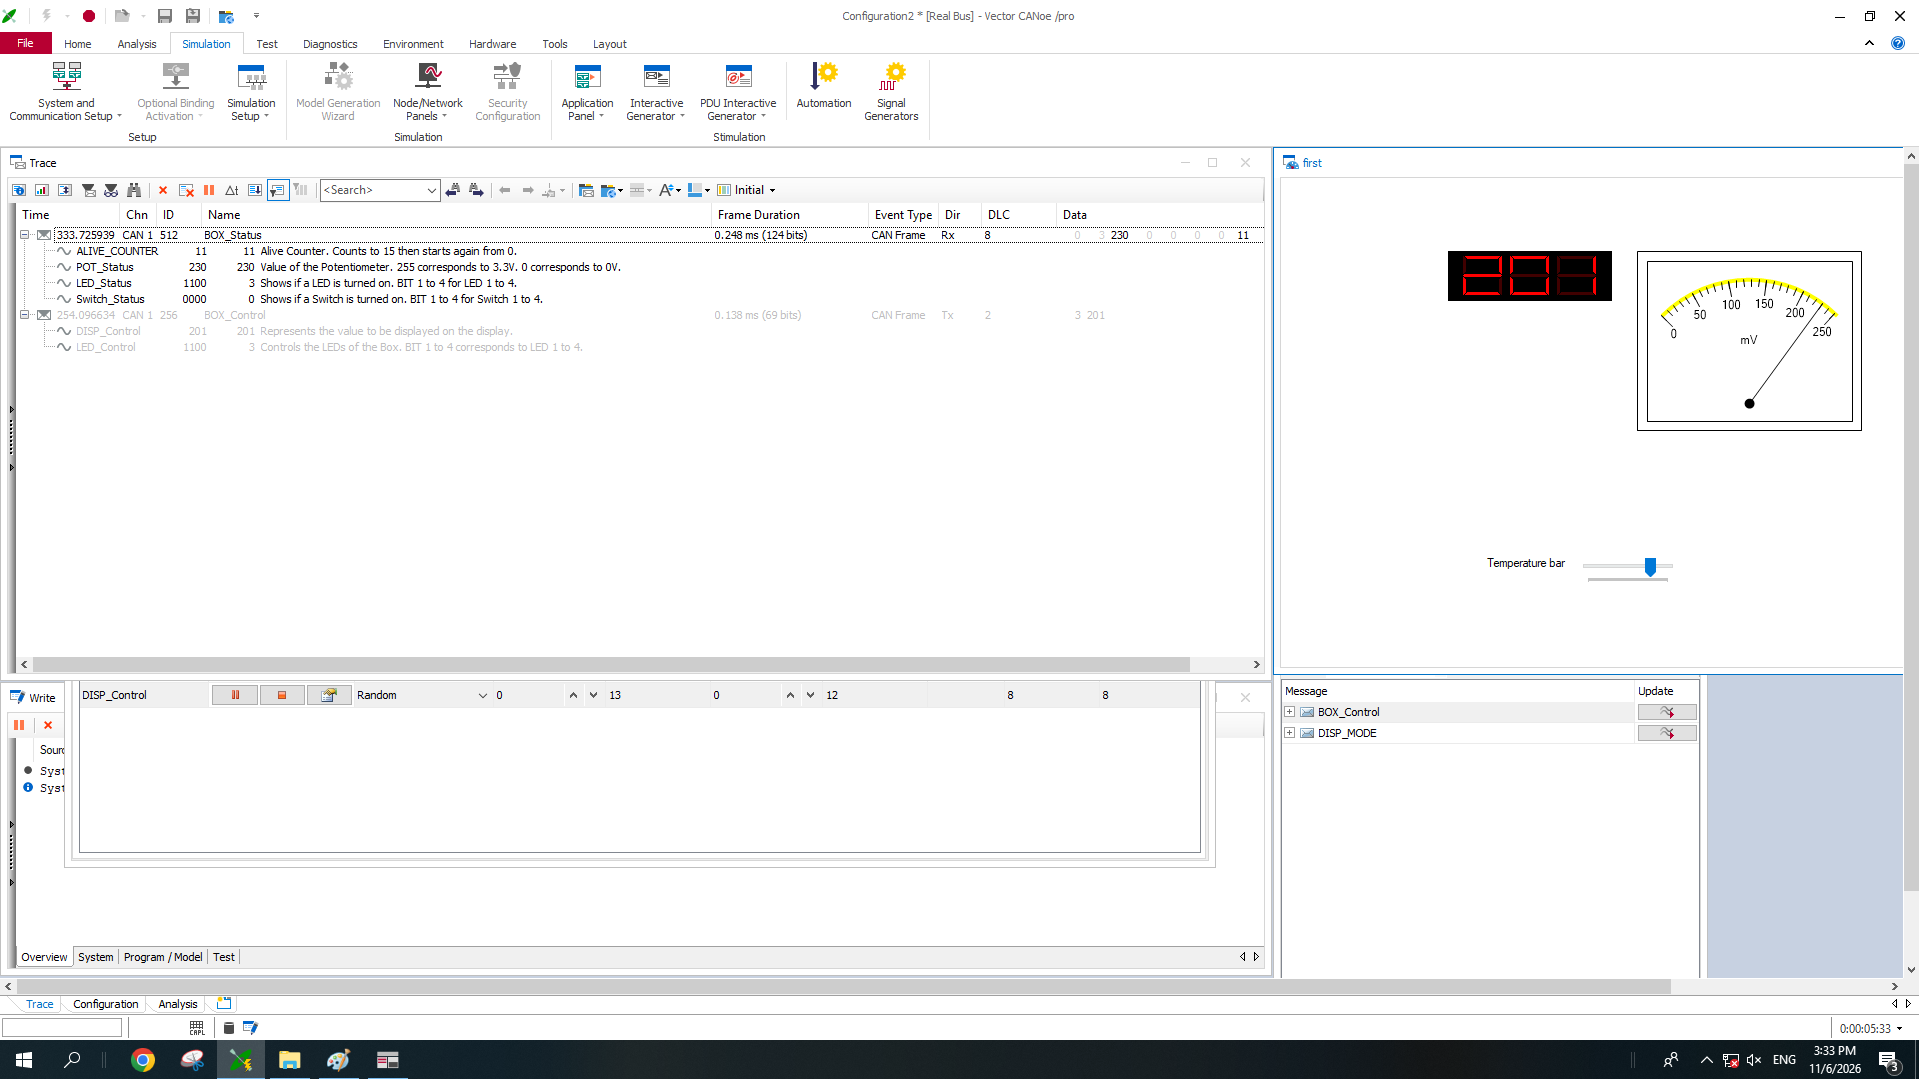 Configuration2 * [Real Bus] - Vector CANoe /pro
File Home Analysis Simulation Test Diagnostics Environment Hardware Tools Layout
System and Communication Setup
Optional Binding Activation
Simulation Setup
Model Generation Wizard
Node/Network Panels
Security Configuration
Application Panel
Interactive Generator
PDU Interactive Generator
Automation
Signal Generators
Setup Simulation Stimulation
Trace
<Search> Δt Initial
Time Chn ID Name Frame Duration Event Type Dir DLC Data
333.725939 CAN 1 512 BOX_Status 0.248 ms (124 bits) CAN Frame Rx 8 0 3 230 0 0 0 0 11
ALIVE_COUNTER 11 11 Alive Counter. Counts to 15 then starts again from 0.
POT_Status 230 230 Value of the Potentiometer. 255 corresponds to 3.3V. 0 corresponds to 0V.
LED_Status 1100 3 Shows if a LED is turned on. BIT 1 to 4 for LED 1 to 4.
Switch_Status 0000 0 Shows if a Switch is turned on. BIT 1 to 4 for Switch 1 to 4.
254.096634 CAN 1 256 BOX_Control 0.138 ms (69 bits) CAN Frame Tx 2 3 201
DISP_Control 201 201 Represents the value to be displayed on the display.
LED_Control 1100 3 Controls the LEDs of the Box. BIT 1 to 4 corresponds to LED 1 to 4.
first
201
0 50 100 150 200 250
mV
Temperature bar
Write
DISP_Control Random 0 13 0 12 8 8
Sourc
Syst
Syst
Overview System Program / Model Test
Message Update
BOX_Control
DISP_MODE
Trace Configuration Analysis
CAPL
0:00:05:33
ENG
3:33 PM
11/6/2026
3